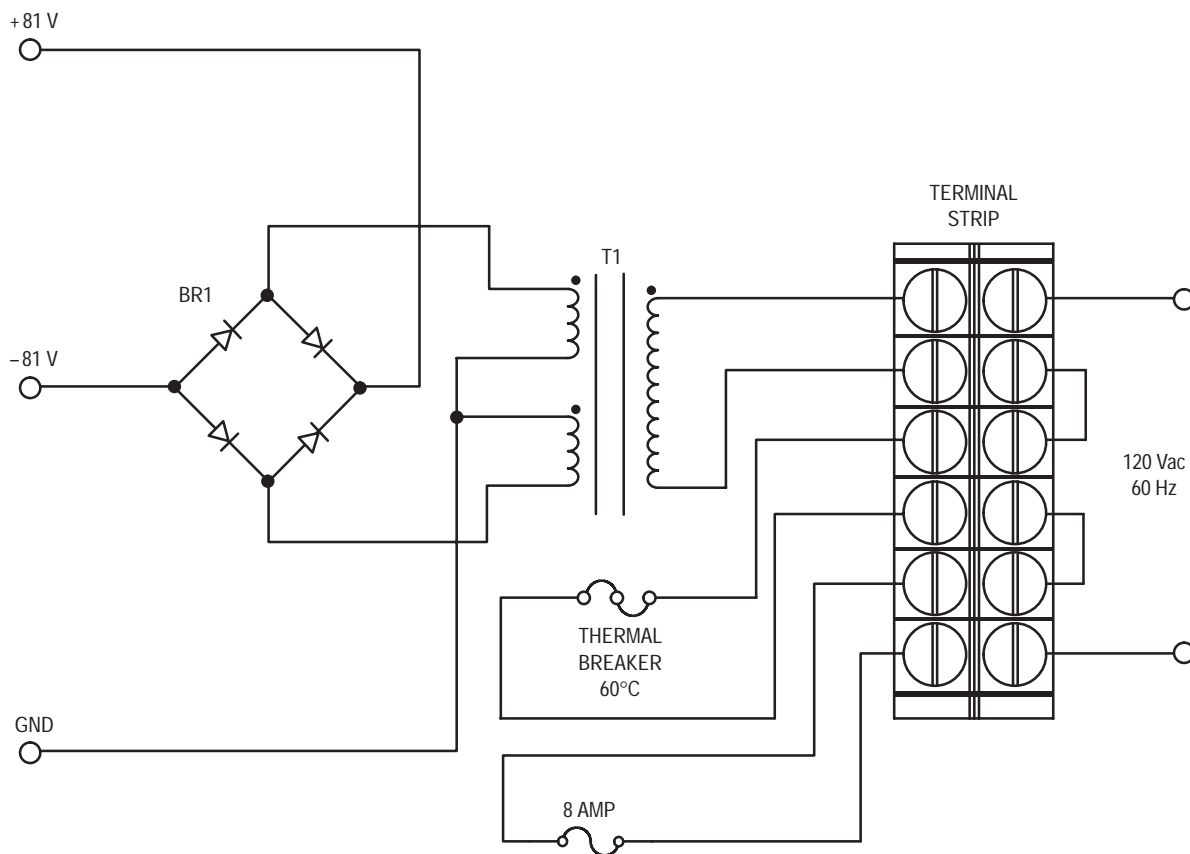 +81 V
TERMINAL
STRIP
T1
BR1
–81 V
120 Vac
60 Hz
THERMAL
BREAKER
60°C
GND
8 AMP